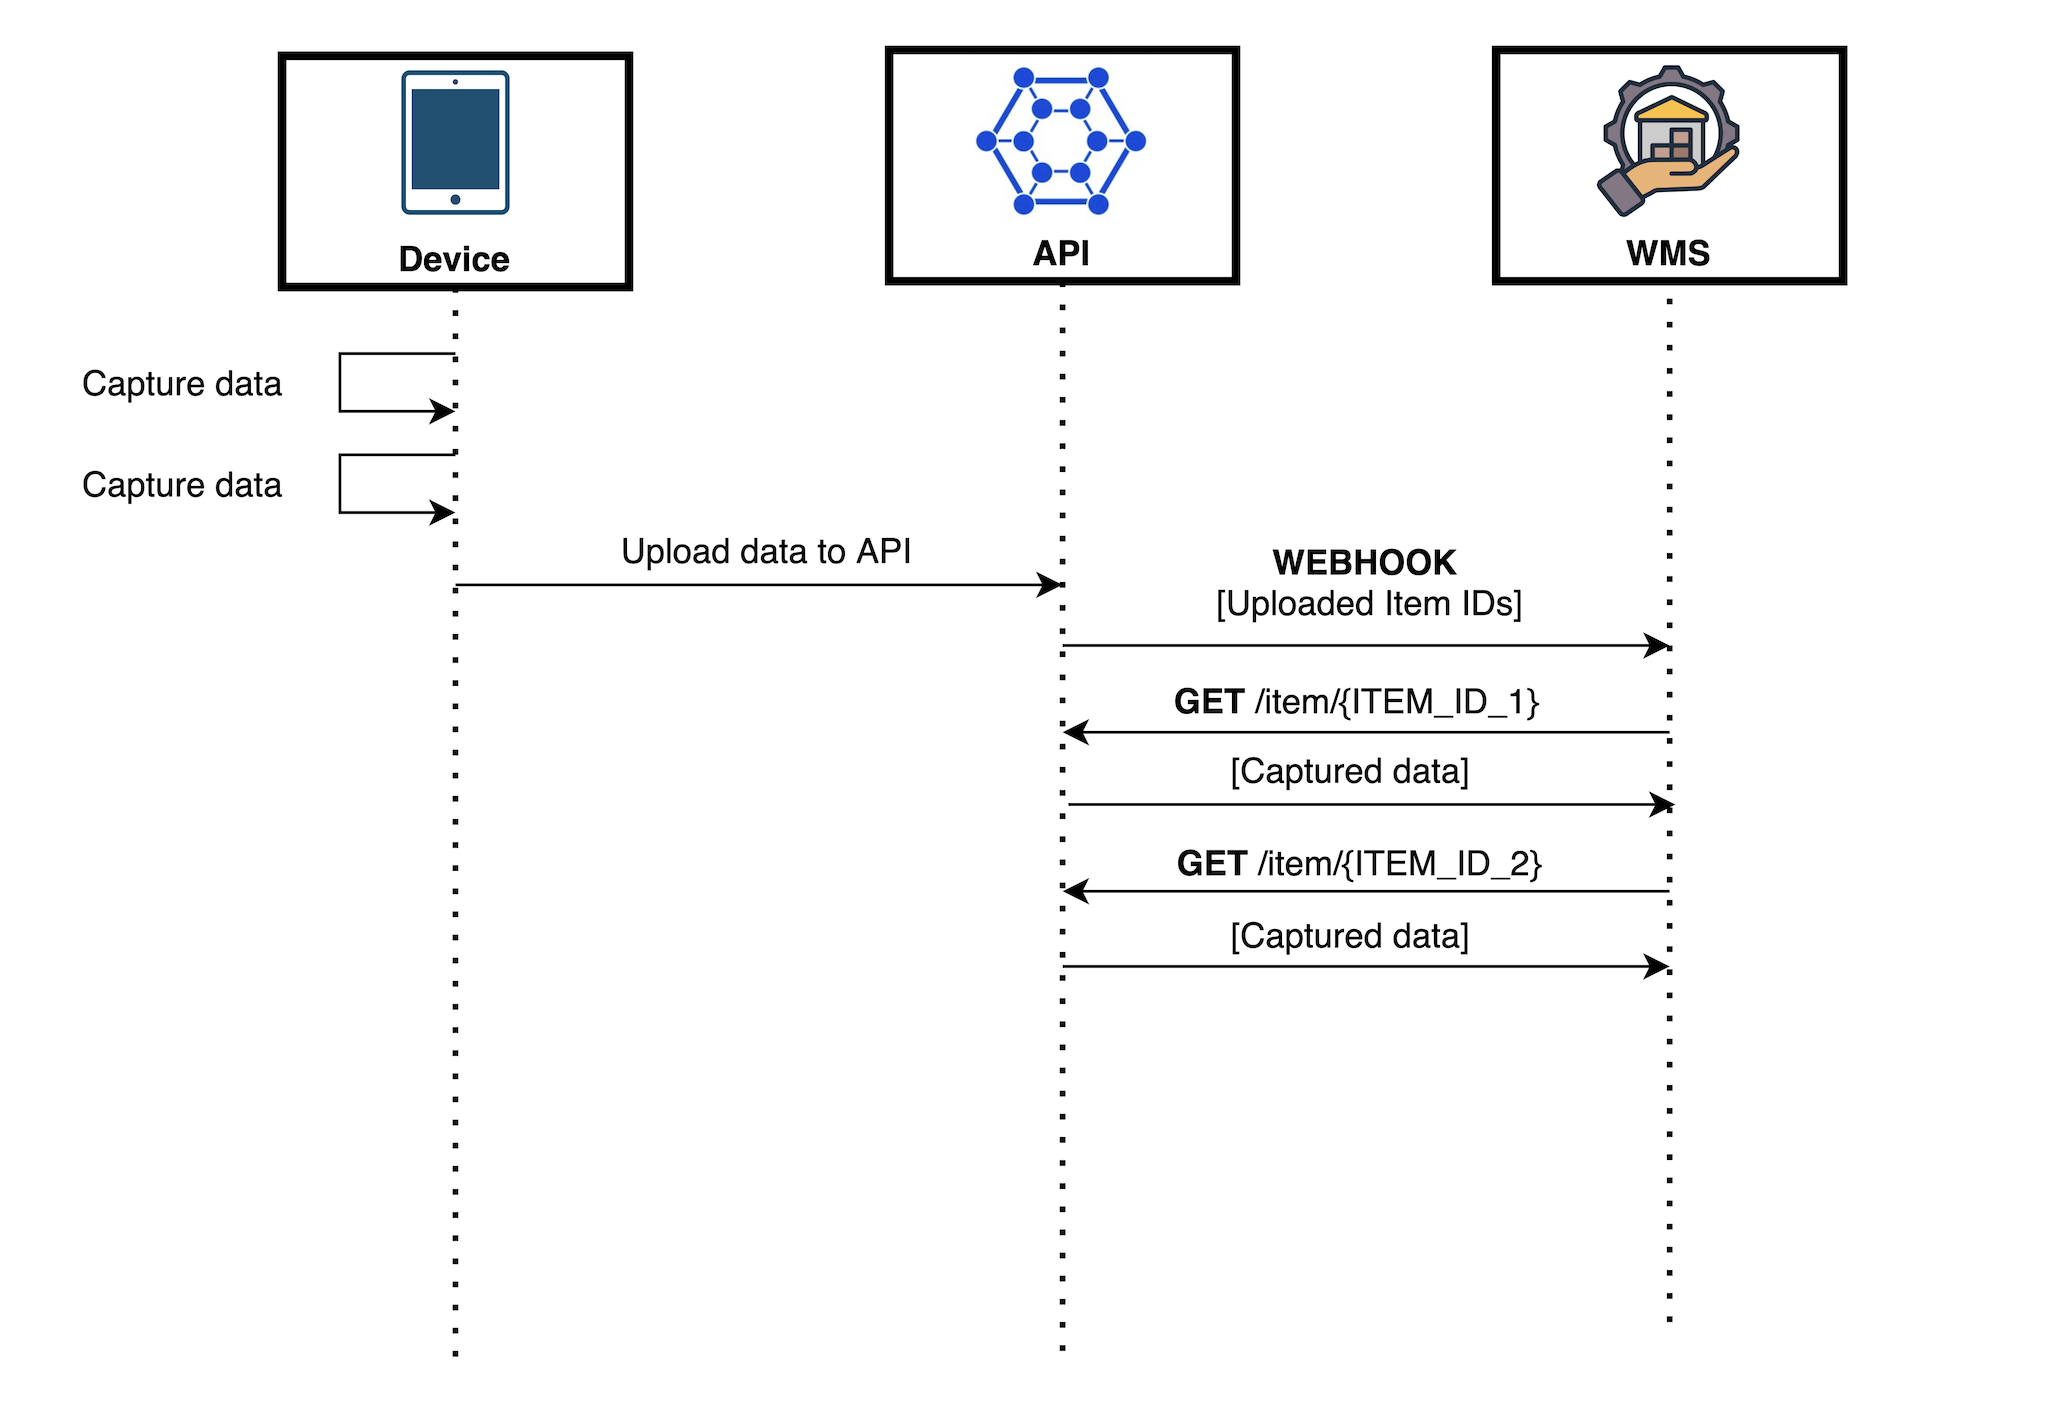 Device
API
WMS
Capture data
Capture data
Upload data to API
WEBHOOK
[Uploaded Item IDs]
GET /item/{ITEM_ID_1}
[Captured data]
GET /item/{ITEM_ID_2}
[Captured data]